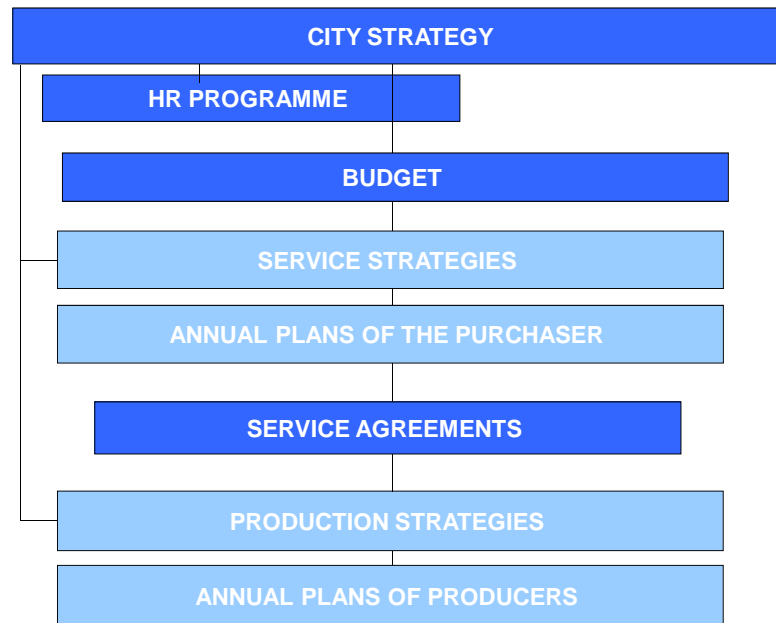 CITY STRATEGY
HR PROGRAMME
BUDGET
SERVICE STRATEGIES
ANNUAL PLANS OF THE PURCHASER
SERVICE AGREEMENTS
PRODUCTION STRATEGIES
ANNUAL PLANS OF PRODUCERS